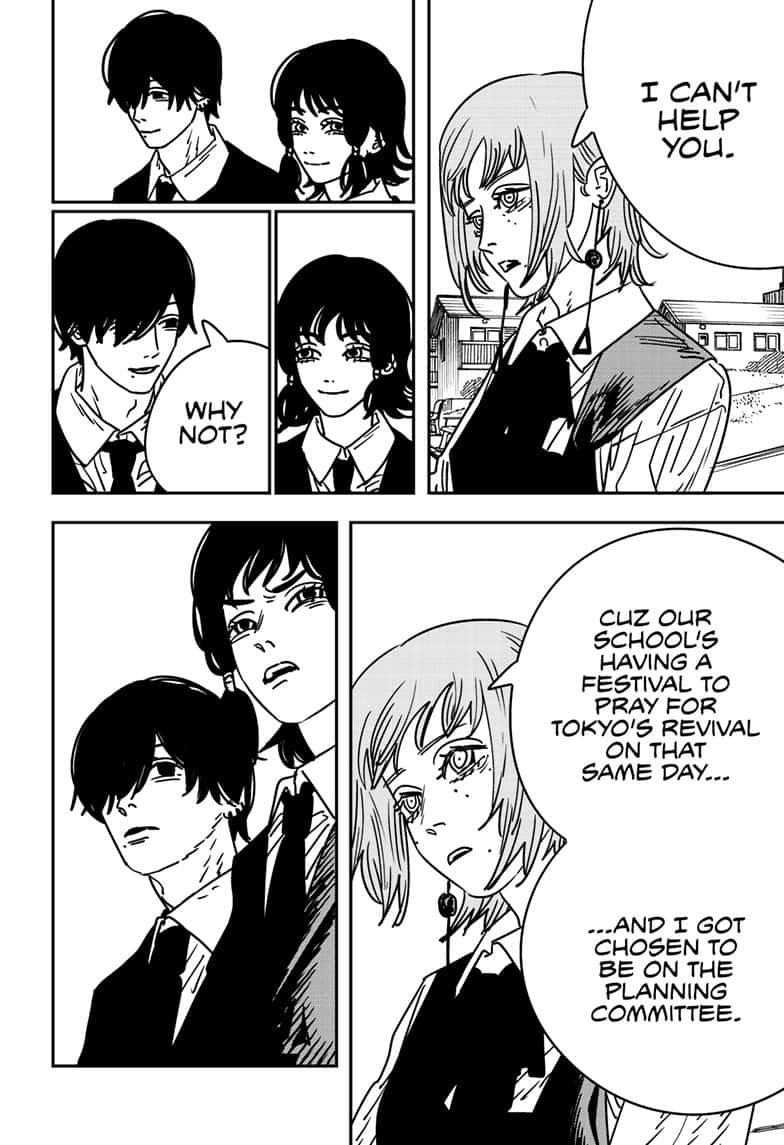 I CAN'T
HELP
YOU.
WHY
NOT?
CUZ OUR
SCHOOL'S
HAVING A
FESTIVAL TO
PRAY FOR
TOKYO'S REVIVAL
ON THAT
SAME DAY...
...AND I GOT
CHOSEN TO
BE ON THE
PLANNING
COMMITTEE.